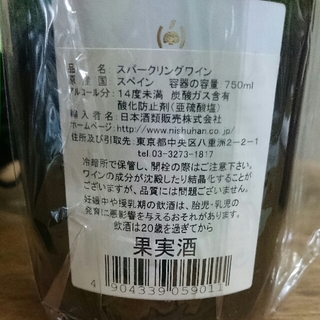 品名 スパークリングワイン
原産国 スペイン 容器の容量 750ml
アルコール分: 14度未満 炭酸ガス含有
酸化防止剤(亜硫酸塩)
輸入者: 日本酒類販売株式会社
ホームページ: http://www.nishuhan.co.jp/
住所及び引取先: 東京都中央区八重洲2-2-1
Tel. 03-3273-1817
冷暗所で保管し、開栓の際はご注意下さい。
ワインの成分が沈殿したり結晶化することが
ございますが、品質には問題ございません。
妊娠中や授乳期の飲酒は、胎児・乳児の
発育に悪影響を与えるおそれがあります。
飲酒は20歳を過ぎてから
果実酒
4 904339 059011